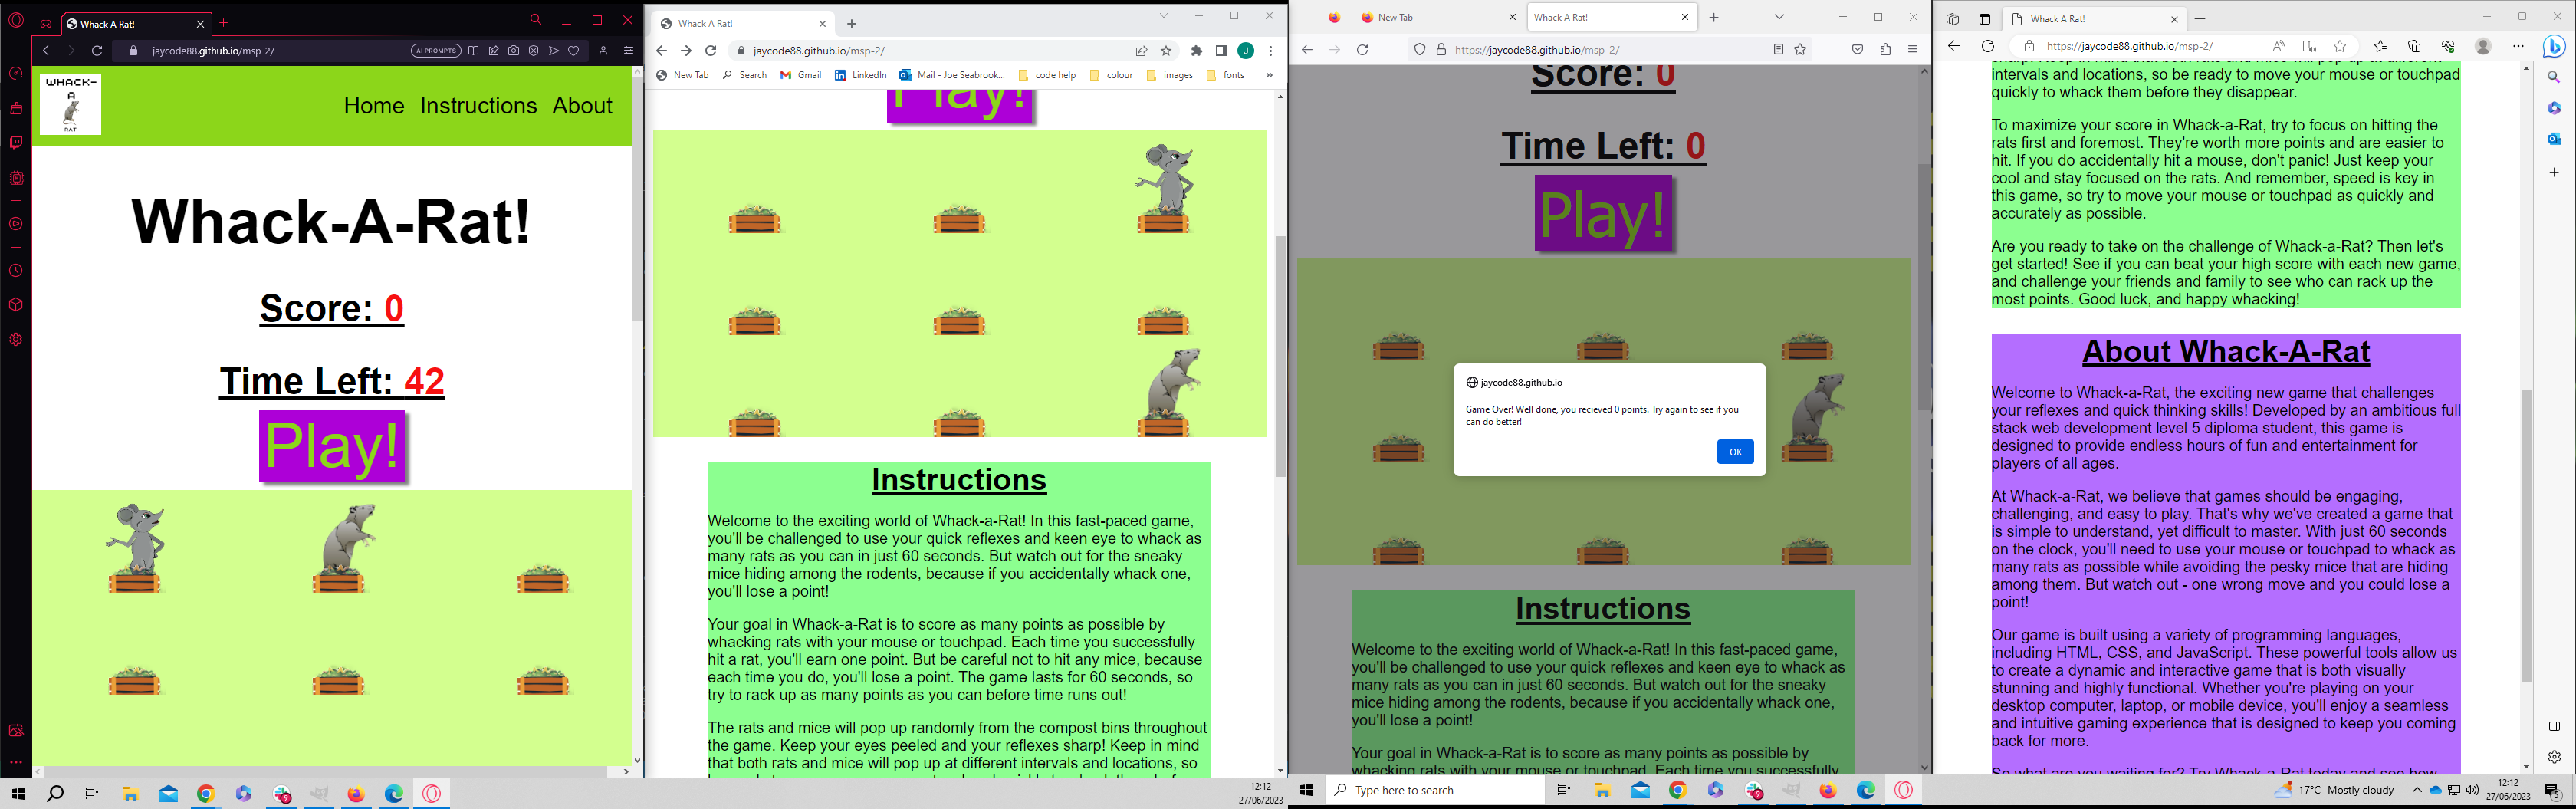 Whack A Rat!
jaycode88.github.io/msp-2/
AI PROMPTS
WHACK-
A
RAT
Home Instructions About
Whack-A-Rat!
Score: 0
Time Left: 42
Play!
Whack A Rat!
jaycode88.github.io/msp-2/
J
New Tab Search Gmail LinkedIn Mail - Joe Seabrook... code help colour images fonts »
Play!
Instructions
Welcome to the exciting world of Whack-a-Rat! In this fast-paced game,
you'll be challenged to use your quick reflexes and keen eye to whack as
many rats as you can in just 60 seconds. But watch out for the sneaky
mice hiding among the rodents, because if you accidentally whack one,
you'll lose a point!
Your goal in Whack-a-Rat is to score as many points as possible by
whacking rats with your mouse or touchpad. Each time you successfully
hit a rat, you'll earn one point. But be careful not to hit any mice, because
each time you do, you'll lose a point. The game lasts for 60 seconds, so
try to rack up as many points as you can before time runs out!
The rats and mice will pop up randomly from the compost bins throughout
the game. Keep your eyes peeled and your reflexes sharp! Keep in mind
that both rats and mice will pop up at different intervals and locations, so
12:12
27/06/2023
New Tab
Whack A Rat!
https://jaycode88.github.io/msp-2/
Score: 0
Time Left: 0
Play!
jaycode88.github.io
Game Over! Well done, you recieved 0 points. Try again to see if you
can do better!
OK
Instructions
Welcome to the exciting world of Whack-a-Rat! In this fast-paced game,
you'll be challenged to use your quick reflexes and keen eye to whack as
many rats as you can in just 60 seconds. But watch out for the sneaky
mice hiding among the rodents, because if you accidentally whack one,
you'll lose a point!
Your goal in Whack-a-Rat is to score as many points as possible by
whacking rats with your mouse or touchpad. Each time you successfully
Type here to search
Whack A Rat!
https://jaycode88.github.io/msp-2/
intervals and locations, so be ready to move your mouse or touchpad
quickly to whack them before they disappear.
To maximize your score in Whack-a-Rat, try to focus on hitting the
rats first and foremost. They're worth more points and are easier to
hit. If you do accidentally hit a mouse, don't panic! Just keep your
cool and stay focused on the rats. And remember, speed is key in
this game, so try to move your mouse or touchpad as quickly and
accurately as possible.
Are you ready to take on the challenge of Whack-a-Rat? Then let's
get started! See if you can beat your high score with each new game,
and challenge your friends and family to see who can rack up the
most points. Good luck, and happy whacking!
About Whack-A-Rat
Welcome to Whack-a-Rat, the exciting new game that challenges
your reflexes and quick thinking skills! Developed by an ambitious full
stack web development level 5 diploma student, this game is
designed to provide endless hours of fun and entertainment for
players of all ages.
At Whack-a-Rat, we believe that games should be engaging,
challenging, and easy to play. That's why we've created a game that
is simple to understand, yet difficult to master. With just 60 seconds
on the clock, you'll need to use your mouse or touchpad to whack as
many rats as possible while avoiding the pesky mice that are hiding
among them. But watch out - one wrong move and you could lose a
point!
Our game is built using a variety of programming languages,
including HTML, CSS, and JavaScript. These powerful tools allow us
to create a dynamic and interactive game that is both visually
stunning and highly functional. Whether you're playing on your
desktop computer, laptop, or mobile device, you'll enjoy a seamless
and intuitive gaming experience that is designed to keep you coming
back for more.
So what are you waiting for? Try Whack-a-Rat today and see how
17°C Mostly cloudy
12:12
27/06/2023